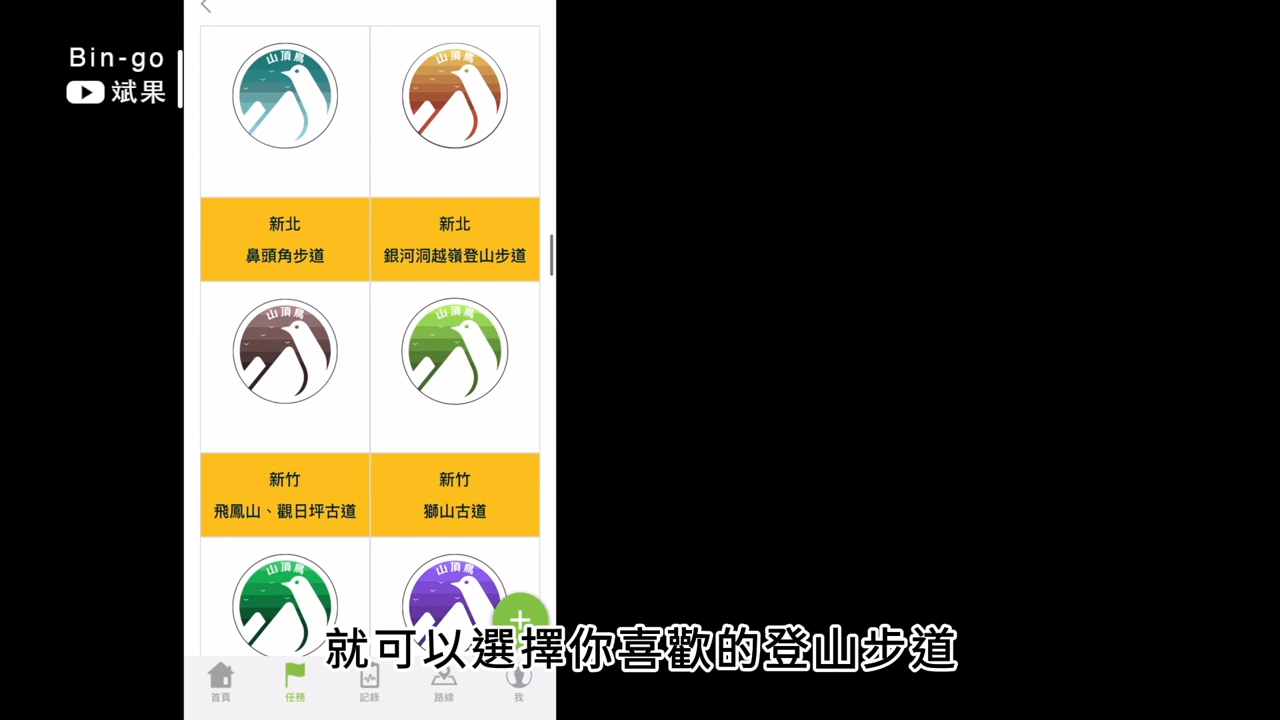 Bin-go
斌果
山頂鳥
山頂鳥
新北
鼻頭角步道
新北
銀河洞越嶺登山步道
山頂鳥
山頂鳥
新竹
飛鳳山、觀日坪古道
新竹
獅山古道
山頂鳥
山頂鳥
就可以選擇你喜歡的登山步道
首頁
任務
記錄
路線
我